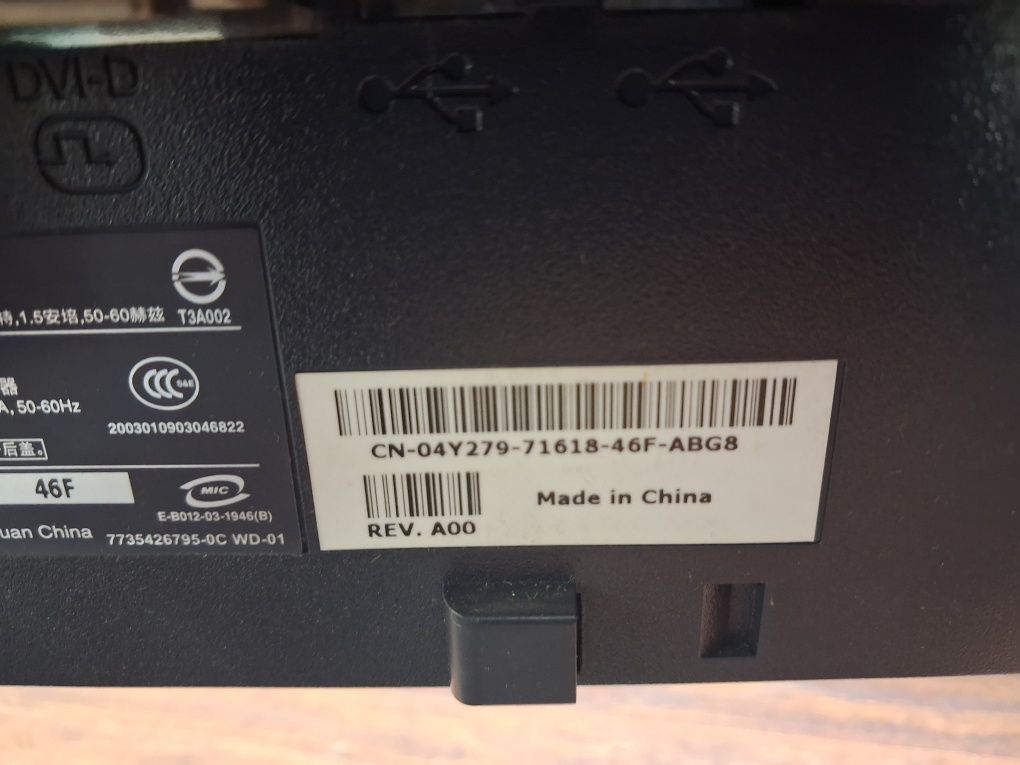 DVI-D
特,1.5安培,50-60赫兹
T3A002
器
A, 50-60Hz
CCC S&E
2003010903046822
后盖。
46F
MIC
E-B012-03-1946(B)
uan China
7735426795-0C WD-01
CN-04Y279-71618-46F-ABG8
REV. A00
Made in China